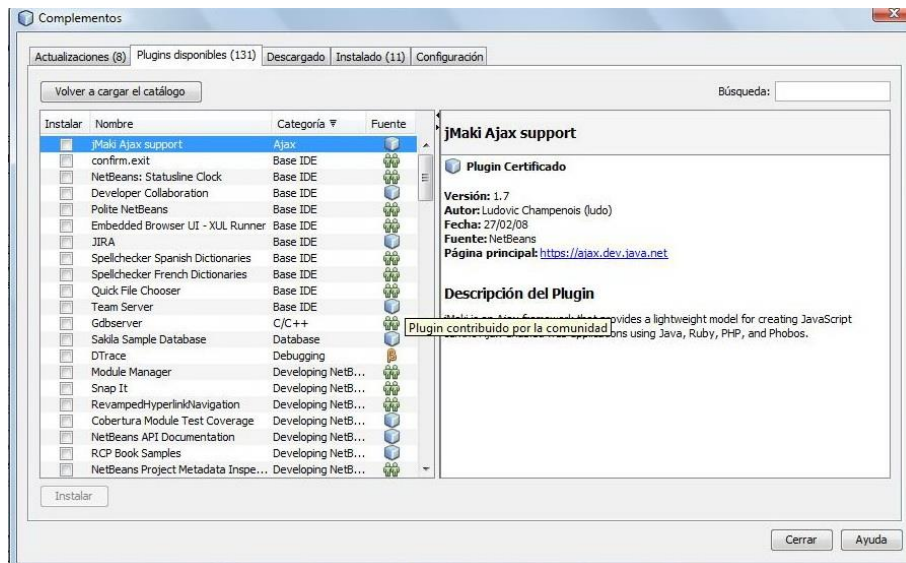 Complementos
Actualizaciones (8) Plugins disponibles (131) Descargado Instalado (11) Configuración
Volver a cargar el catálogo Búsqueda:
Instalar Nombre Categoría Fuente
jMaki Ajax support Ajax
confirm.exit Base IDE
NetBeans: Statusline Clock Base IDE
Developer Collaboration Base IDE
Polite NetBeans Base IDE
Embedded Browser UI - XUL Runner Base IDE
JIRA Base IDE
Spellchecker Spanish Dictionaries Base IDE
Spellchecker French Dictionaries Base IDE
Quick File Chooser Base IDE
Team Server Base IDE
Gdbserver C/C++
Sakila Sample Database Database
DTrace Debugging
Module Manager Developing NetB...
Snap It Developing NetB...
RevampedHyperlinkNavigation Developing NetB...
Cobertura Module Test Coverage Developing NetB...
NetBeans API Documentation Developing NetB...
RCP Book Samples Developing NetB...
NetBeans Project Metadata Inspe... Developing NetB...
jMaki Ajax support
Plugin Certificado
Versión: 1.7
Autor: Ludovic Champenois (ludo)
Fecha: 27/02/08
Fuente: NetBeans
Página principal: https://ajax.dev.java.net
Descripción del Plugin
jMaki is an Ajax framework that provides a lightweight model for creating JavaScript
Plugin contribuido por la comunidad
applications using Java, Ruby, PHP, and Phobos.
Instalar
Cerrar Ayuda